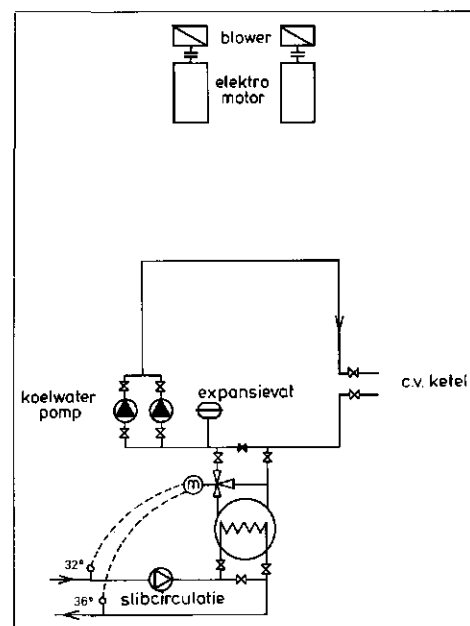 blower
elektro
motor
koelwater
pomp
expansievat
c.v. ketel
m
32°
36°
slibcirculatie